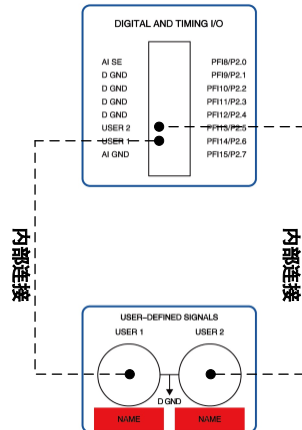 DIGITAL AND TIMING I/O
AI SE
D GND
D GND
D GND
D GND
USER 2
USER 1
AI GND
PFI8/P2.0
PFI9/P2.1
PFI10/P2.2
PFI11/P2.3
PFI12/P2.4
PFI13/P2.5
PFI14/P2.6
PFI15/P2.7
内部连接
内部连接
USER-DEFINED SIGNALS
USER 1
USER 2
D GND
NAME
NAME